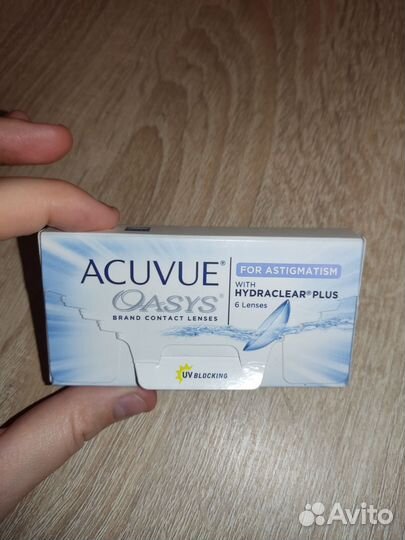 ACUVUE®
OASYS®
BRAND CONTACT LENSES
FOR ASTIGMATISM
WITH
HYDRACLEAR® PLUS
6 Lenses
UV BLOCKING
Avito